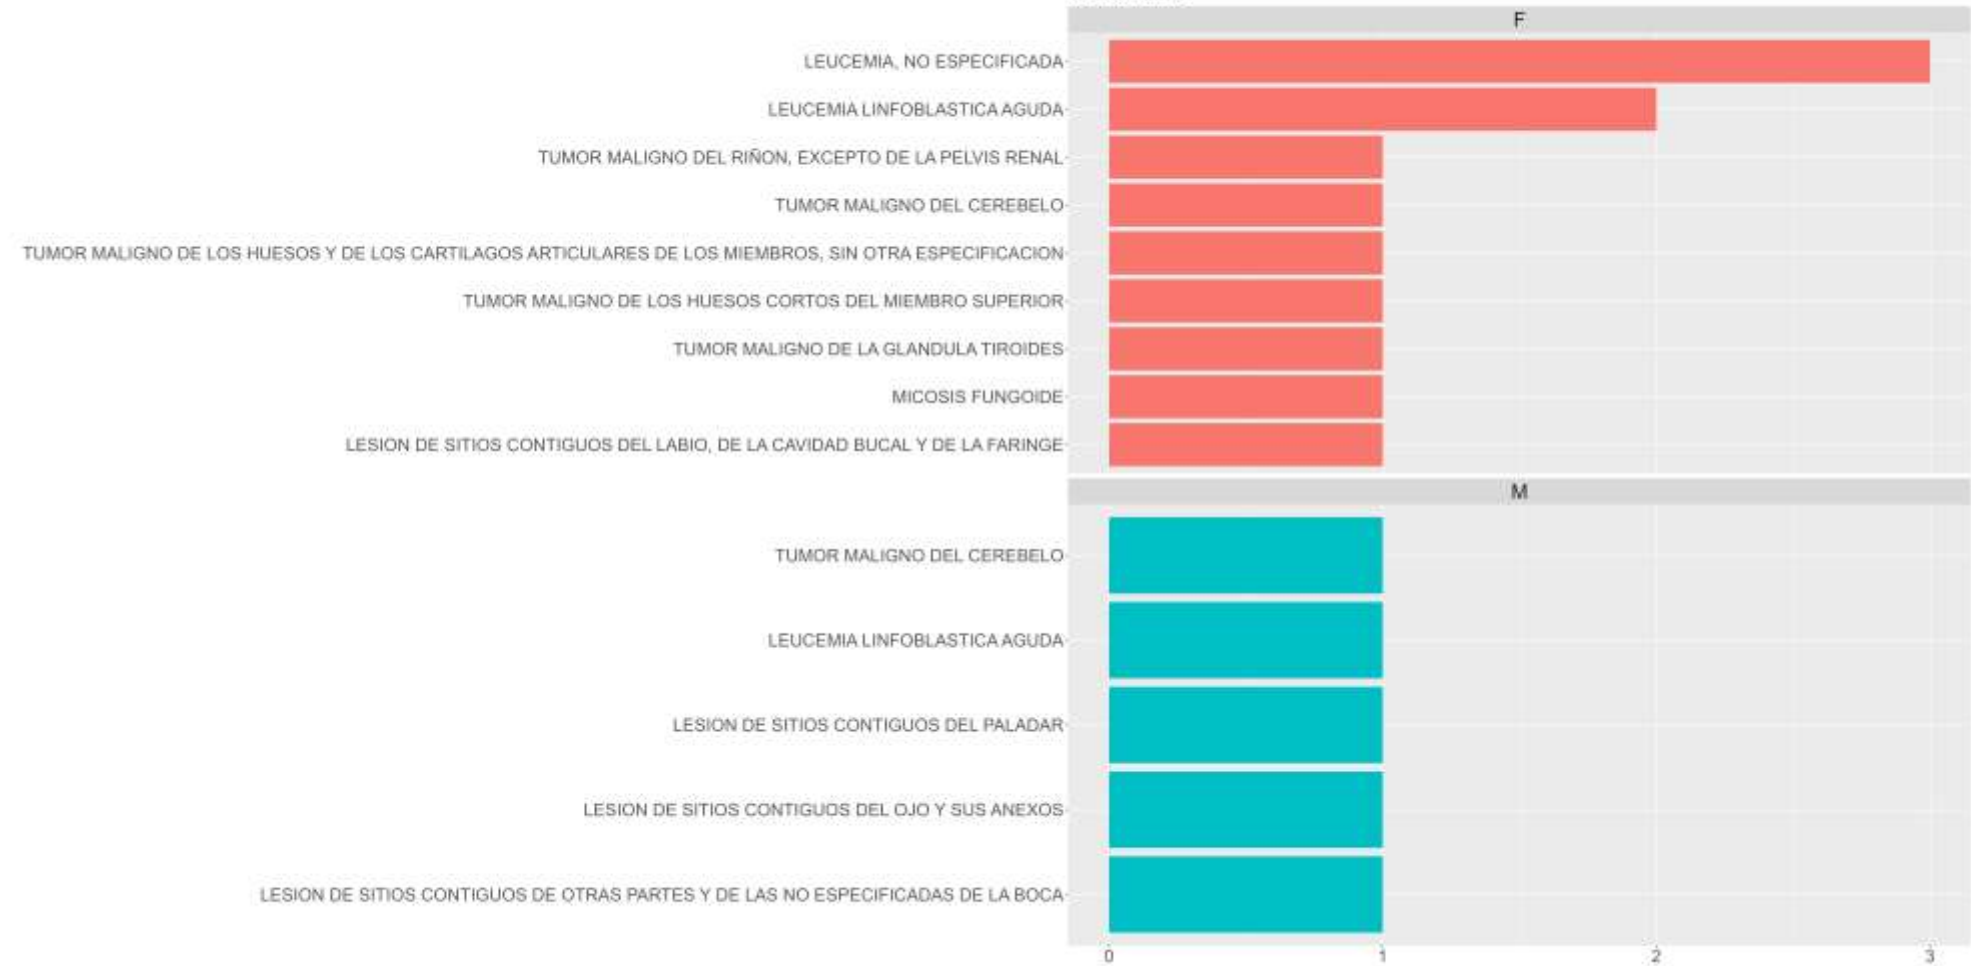 F
LEUCEMIA, NO ESPECIFICADA
LEUCEMIA LINFOBLASTICA AGUDA
TUMOR MALIGNO DEL RIÑON, EXCEPTO DE LA PELVIS RENAL
TUMOR MALIGNO DEL CEREBELO
TUMOR MALIGNO DE LOS HUESOS Y DE LOS CARTILAGOS ARTICULARES DE LOS MIEMBROS, SIN OTRA ESPECIFICACION
TUMOR MALIGNO DE LOS HUESOS CORTOS DEL MIEMBRO SUPERIOR
TUMOR MALIGNO DE LA GLANDULA TIROIDES
MICOSIS FUNGOIDE
LESION DE SITIOS CONTIGUOS DEL LABIO, DE LA CAVIDAD BUCAL Y DE LA FARINGE
M
TUMOR MALIGNO DEL CEREBELO
LEUCEMIA LINFOBLASTICA AGUDA
LESION DE SITIOS CONTIGUOS DEL PALADAR
LESION DE SITIOS CONTIGUOS DEL OJO Y SUS ANEXOS
LESION DE SITIOS CONTIGUOS DE OTRAS PARTES Y DE LAS NO ESPECIFICADAS DE LA BOCA
0 1 2 3